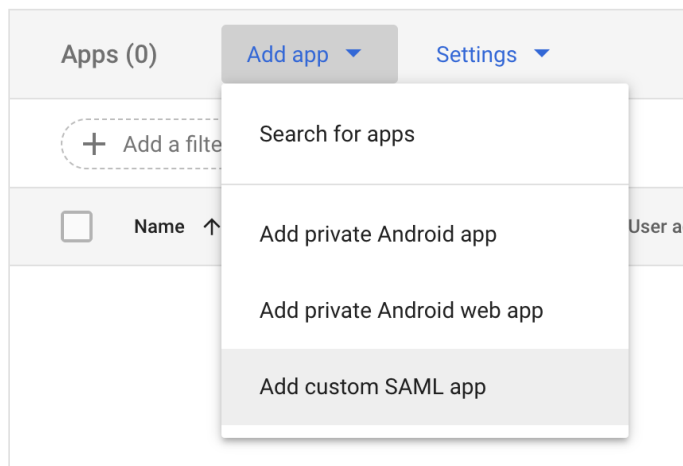 Apps (0) Add app Settings
Search for apps
Add a filte
Name User a
Add private Android app
Add private Android web app
Add custom SAML app